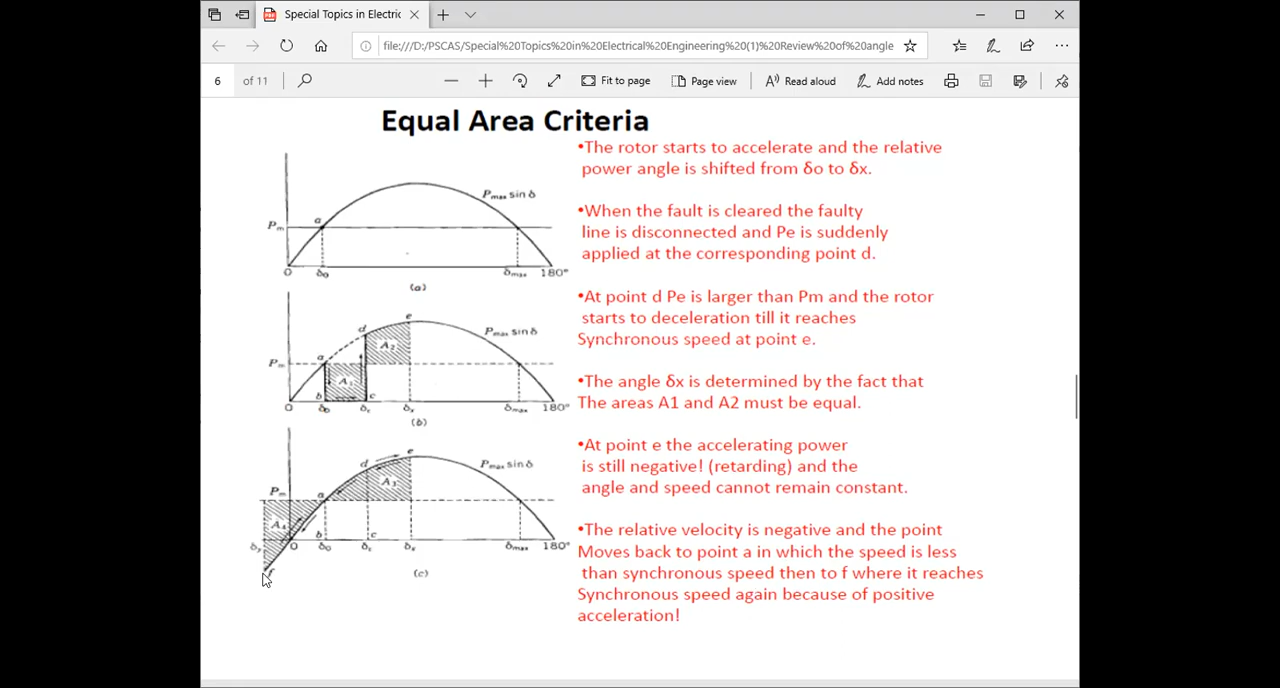 Special Topics in Electric
file:///D:/PSCAS/Special%20Topics%20in%20Electrical%20Engineering%20(1)%20Review%20of%20angle
6 of 11
Fit to page
Page view
Read aloud
Add notes
Equal Area Criteria
•The rotor starts to accelerate and the relative
power angle is shifted from δo to δx.
•When the fault is cleared the faulty
line is disconnected and Pe is suddenly
applied at the corresponding point d.
•At point d Pe is larger than Pm and the rotor
starts to deceleration till it reaches
Synchronous speed at point e.
•The angle δx is determined by the fact that
The areas A1 and A2 must be equal.
•At point e the accelerating power
is still negative! (retarding) and the
angle and speed cannot remain constant.
•The relative velocity is negative and the point
Moves back to point a in which the speed is less
than synchronous speed then to f where it reaches
Synchronous speed again because of positive
acceleration!
Pmax sin δ
Pm
a
0
δ0
δmax
180°
(a)
e
d
Pmax sin δ
a
A2
Pm
A1
b
c
0
δ0
δc
δx
δmax
180°
(b)
e
d
Pmax sin δ
A3
Pm
a
A4
b
c
δy
0
δ0
δc
δx
δmax
180°
f
(c)